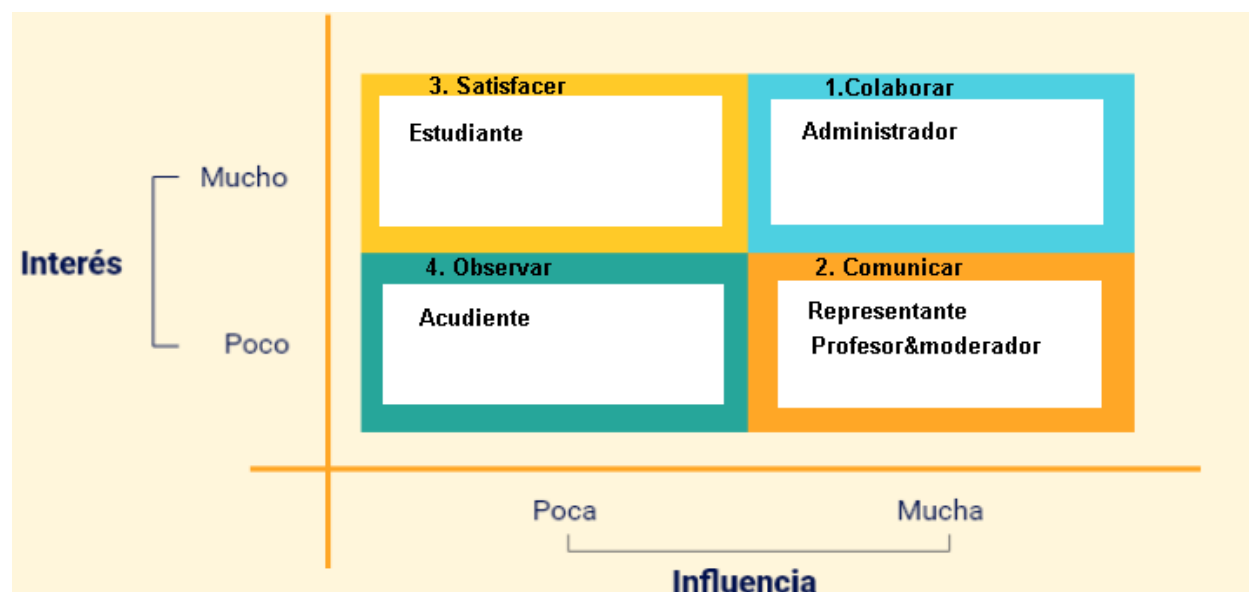 3. Satisfacer
Estudiante
1.Colaborar
Administrador
Mucho
Interés
Poco
4. Observar
Acudiente
2. Comunicar
Representante
Profesor&moderador
Poca
Mucha
Influencia